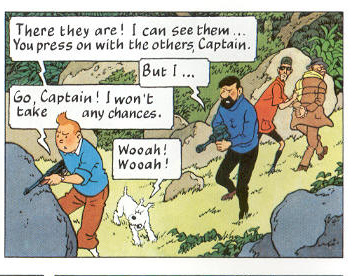 There they are! I can see them ...
You press on with the others, Captain.
But I ...
Go, Captain! I won't
take any chances.
Wooah!
Wooah!